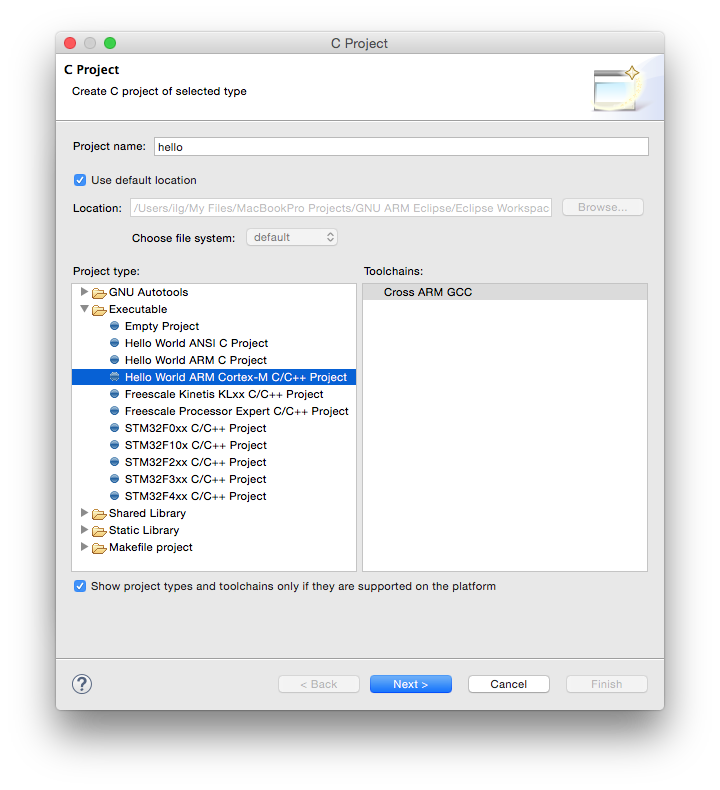 C Project
C Project
Create C project of selected type
Project name: hello
Use default location
Location: /Users/ilg/My Files/MacBookPro Projects/GNU ARM Eclipse/Eclipse Workspac Browse...
Choose file system: default
Project type: Toolchains:
GNU Autotools Cross ARM GCC
Executable
Empty Project
Hello World ANSI C Project
Hello World ARM C Project
Hello World ARM Cortex-M C/C++ Project
Freescale Kinetis KLxx C/C++ Project
Freescale Processor Expert C/C++ Project
STM32F0xx C/C++ Project
STM32F10x C/C++ Project
STM32F2xx C/C++ Project
STM32F3xx C/C++ Project
STM32F4xx C/C++ Project
Shared Library
Static Library
Makefile project
Show project types and toolchains only if they are supported on the platform
? < Back Next > Cancel Finish